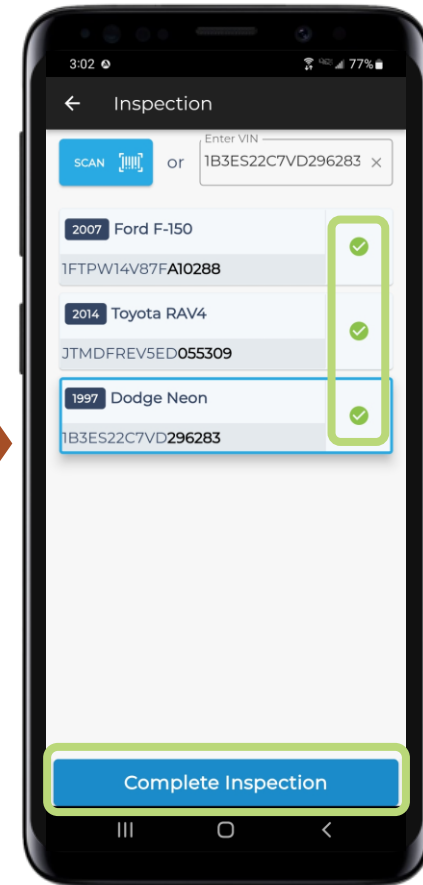 3:02 77%
Inspection
SCAN or Enter VIN
1B3ES22C7VD296283 ×
2007 Ford F-150
1FTPW14V87FA10288
2014 Toyota RAV4
JTMDFREV5ED055309
1997 Dodge Neon
1B3ES22C7VD296283
Complete Inspection